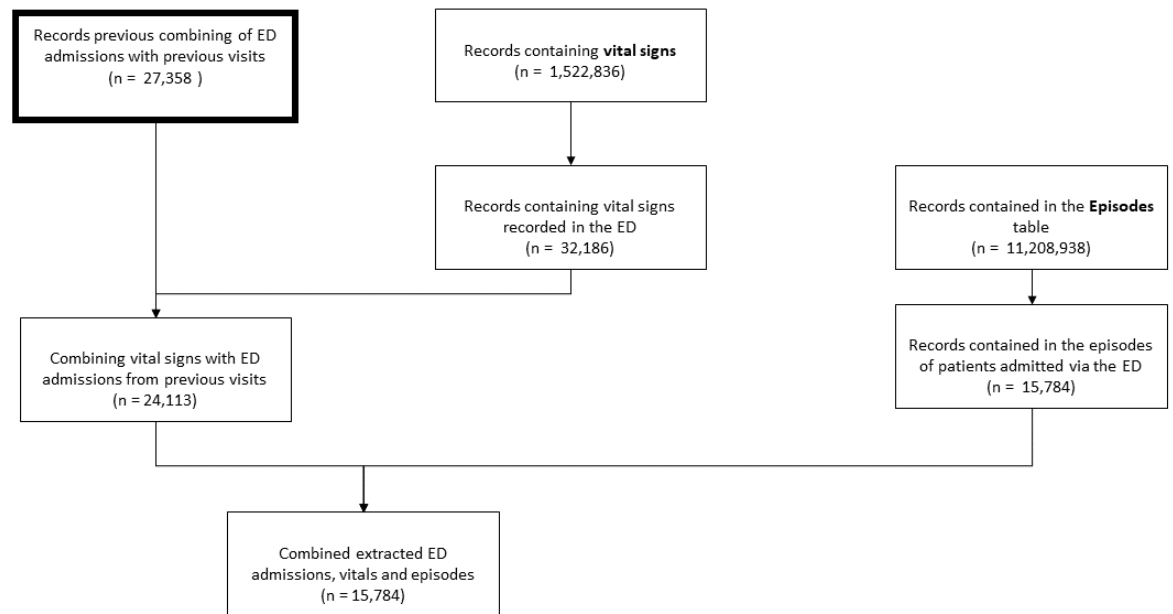 Records previous combining of ED
admissions with previous visits
(n = 27,358 )
Records containing vital signs
(n = 1,522,836)
Records containing vital signs
recorded in the ED
(n = 32,186)
Records contained in the Episodes
table
(n = 11,208,938)
Combining vital signs with ED
admissions from previous visits
(n = 24,113)
Records contained in the episodes
of patients admitted via the ED
(n = 15,784)
Combined extracted ED
admissions, vitals and episodes
(n = 15,784)